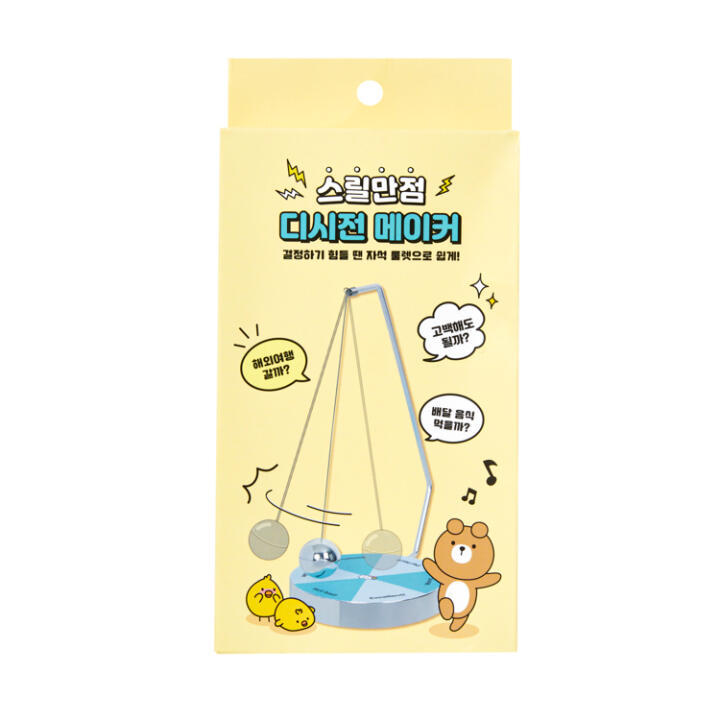 스릴만점
디시전 메이커
결정하기 힘들 땐 자석 룰렛으로 쉽게!
고백해도
될까?
해외여행
갈까?
배달 음식
먹을까?